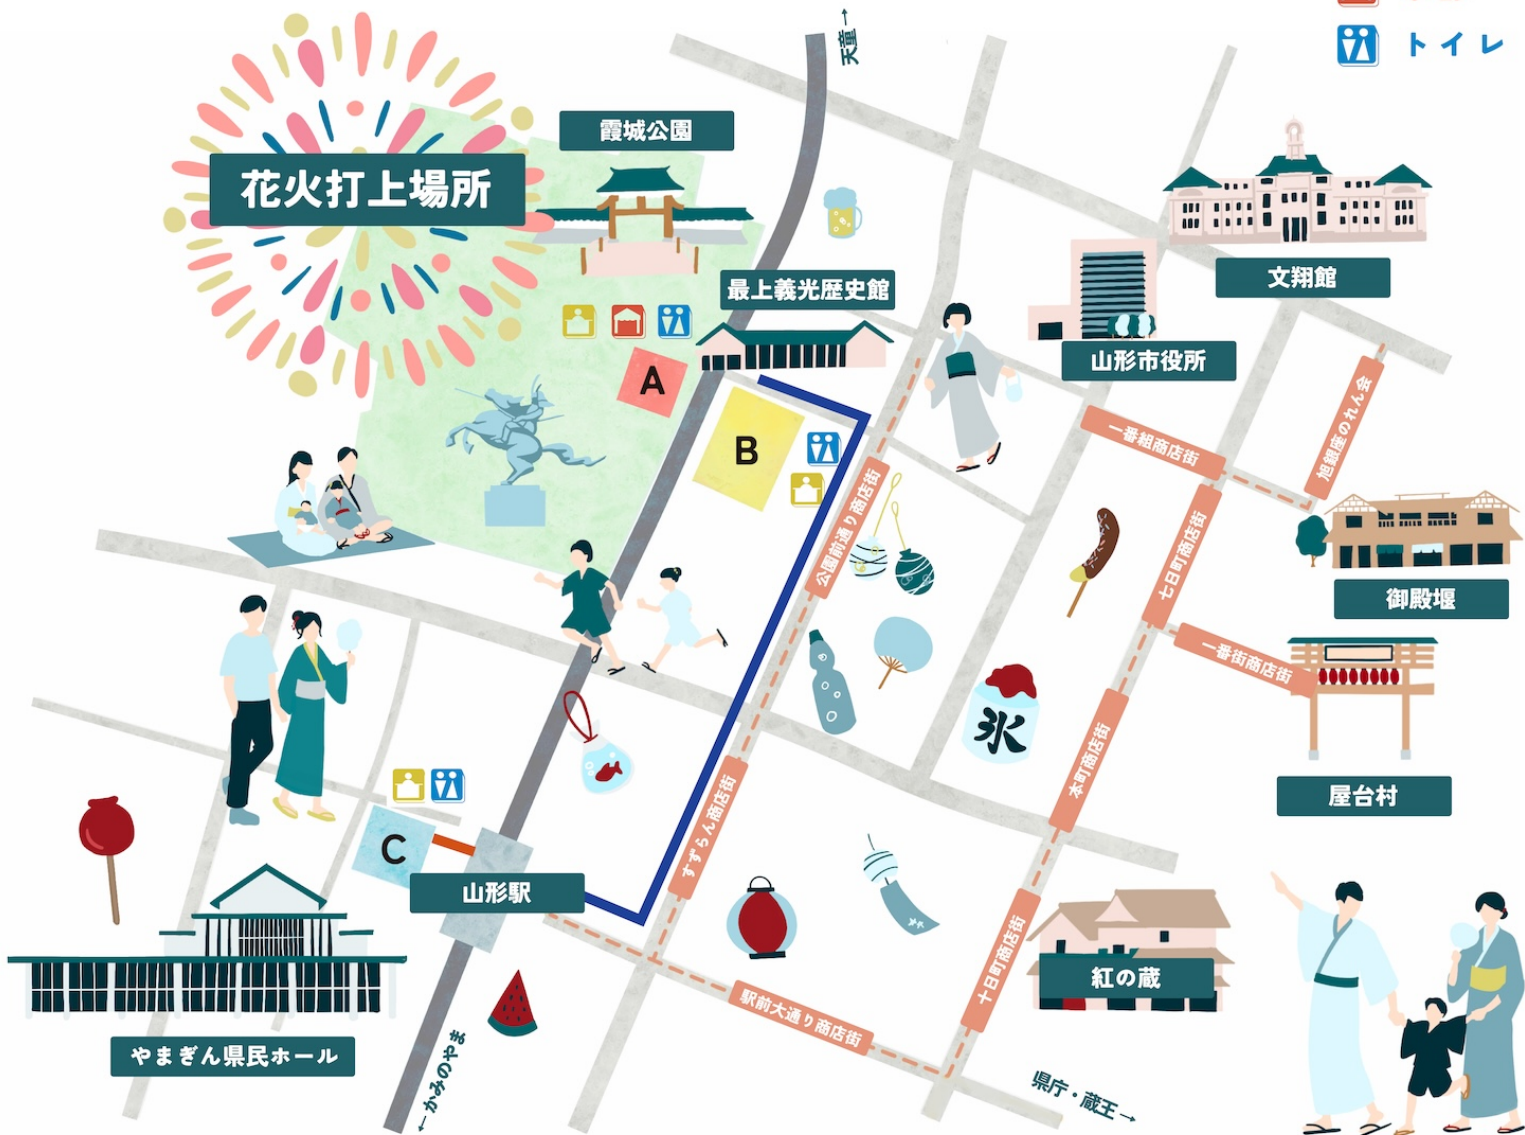 トイレ
天童→
霞城公園
花火打上場所
最上義光歴史館
文翔館
山形市役所
A
B
一番組商店街
旭銀座のれん会
公園前通り商店街
七日町商店街
御殿堰
一番街商店街
氷
本町商店街
屋台村
すずらん商店街
C
山形駅
紅の蔵
十日町商店街
駅前大通り商店街
やまぎん県民ホール
←かみのやま
県庁・蔵王→